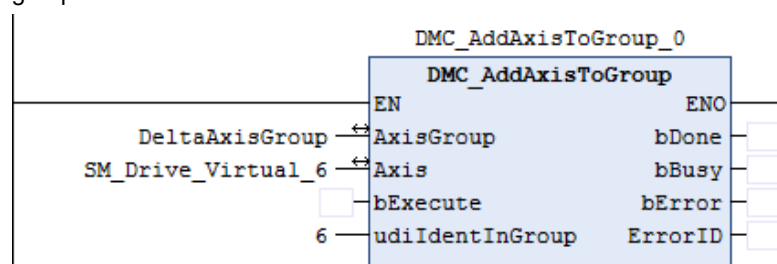 DMC_AddAxisToGroup_0
DMC_AddAxisToGroup
EN ENO
DeltaAxisGroup AxisGroup bDone
SM_Drive_Virtual_6 Axis bBusy
bExecute bError
6 udiIdentInGroup ErrorID